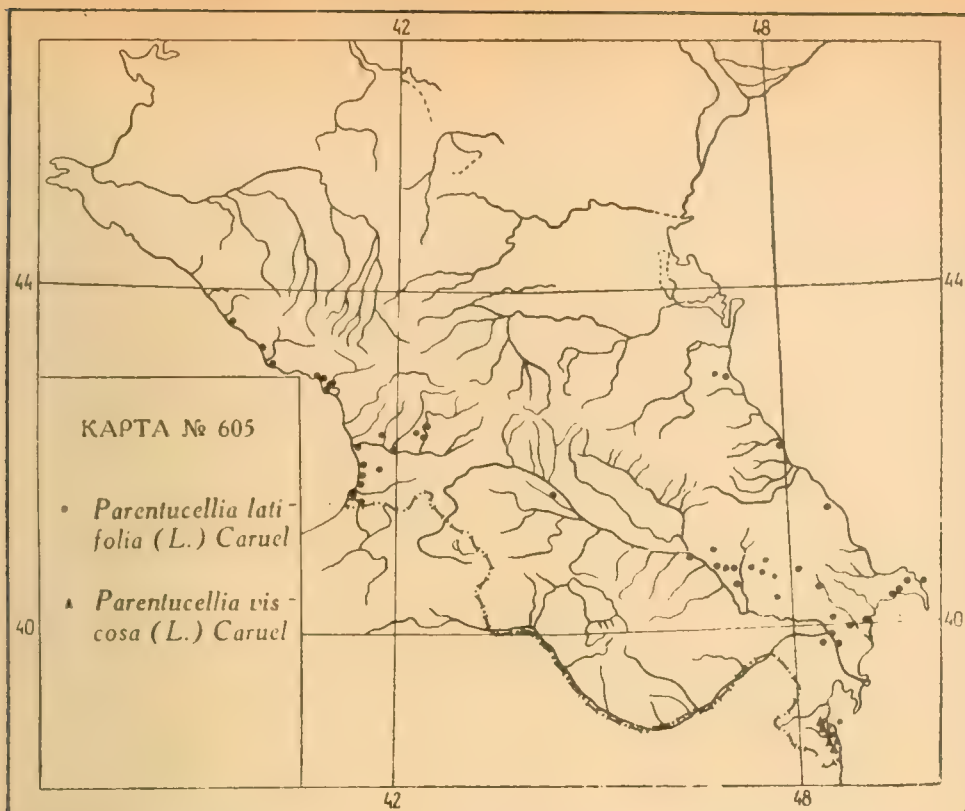 42 48
44 44
КАРТА № 605
• Parentucellia lati-
folia (L.) Caruel
▲ Parentucellia vis-
cosa (L.) Caruel
40 40
42 48